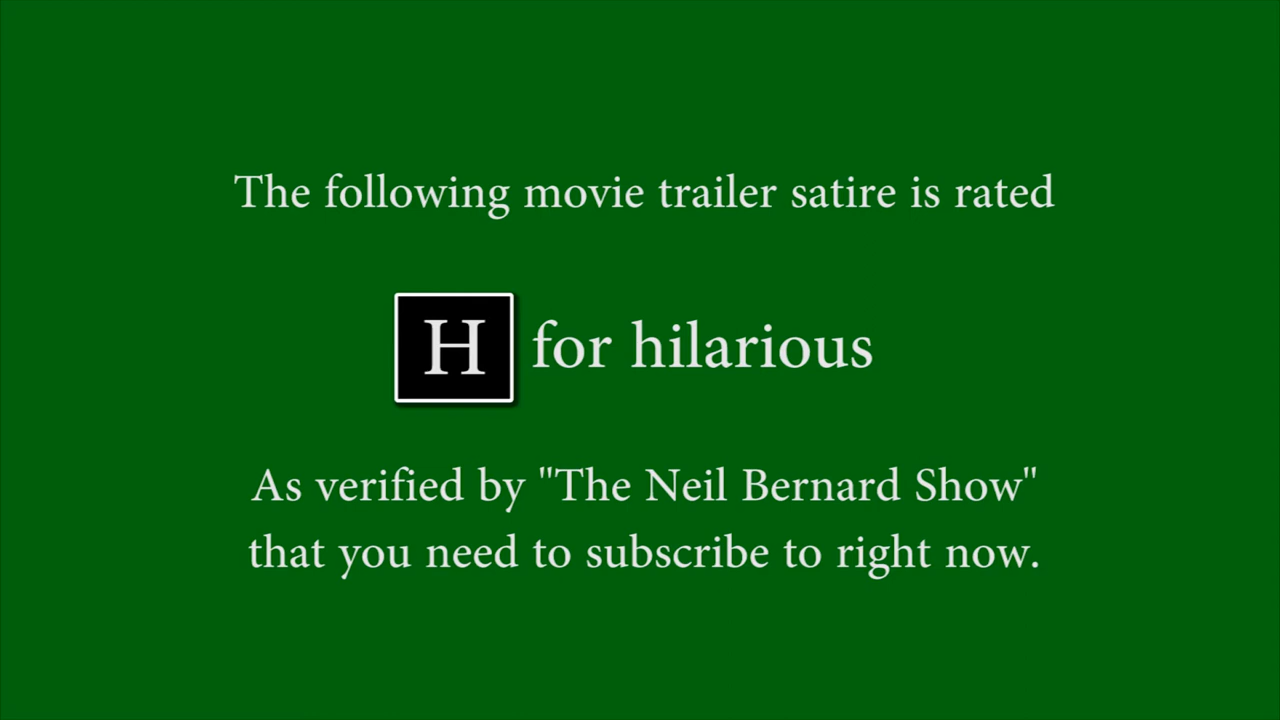 The following movie trailer satire is rated
H for hilarious
As verified by "The Neil Bernard Show"
that you need to subscribe to right now.